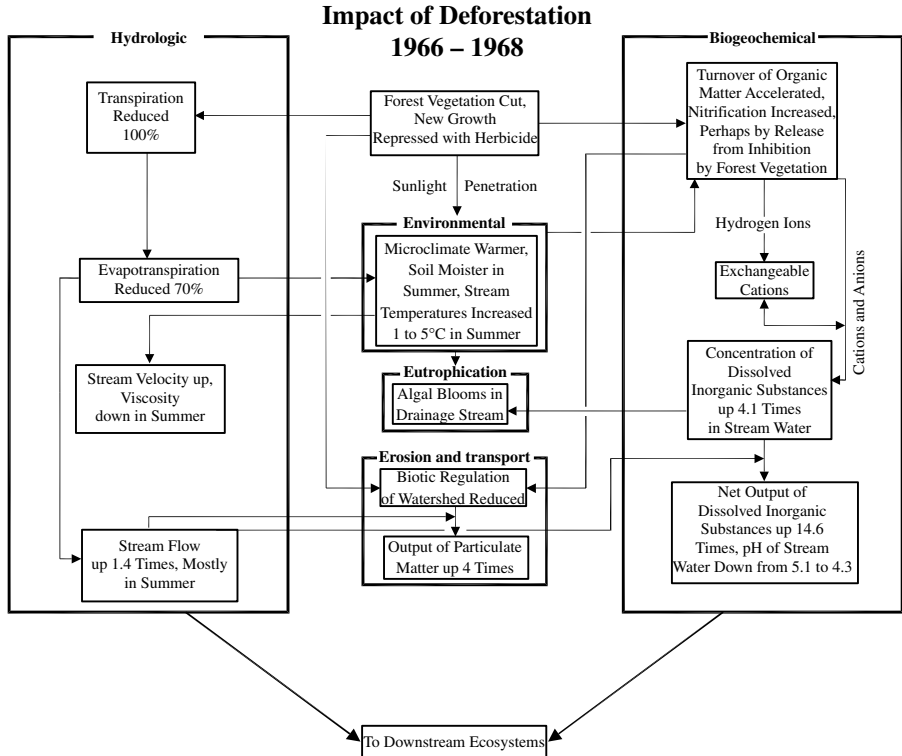 Impact of Deforestation
1966 – 1968
Hydrologic
Transpiration
Reduced
100%
Evapotranspiration
Reduced 70%
Stream Velocity up,
Viscosity
down in Summer
Stream Flow
up 1.4 Times, Mostly
in Summer
Forest Vegetation Cut,
New Growth
Repressed with Herbicide
Sunlight Penetration
Environmental
Microclimate Warmer,
Soil Moister in
Summer, Stream
Temperatures Increased
1 to 5°C in Summer
Eutrophication
Algal Blooms in
Drainage Stream
Erosion and transport
Biotic Regulation
of Watershed Reduced
Output of Particulate
Matter up 4 Times
Biogeochemical
Turnover of Organic
Matter Accelerated,
Nitrification Increased,
Perhaps by Release
from Inhibition
by Forest Vegetation
Hydrogen Ions
Exchangeable
Cations
Cations and Anions
Concentration of
Dissolved
Inorganic Substances
up 4.1 Times
in Stream Water
Net Output of
Dissolved Inorganic
Substances up 14.6
Times, pH of Stream
Water Down from 5.1 to 4.3
To Downstream Ecosystems